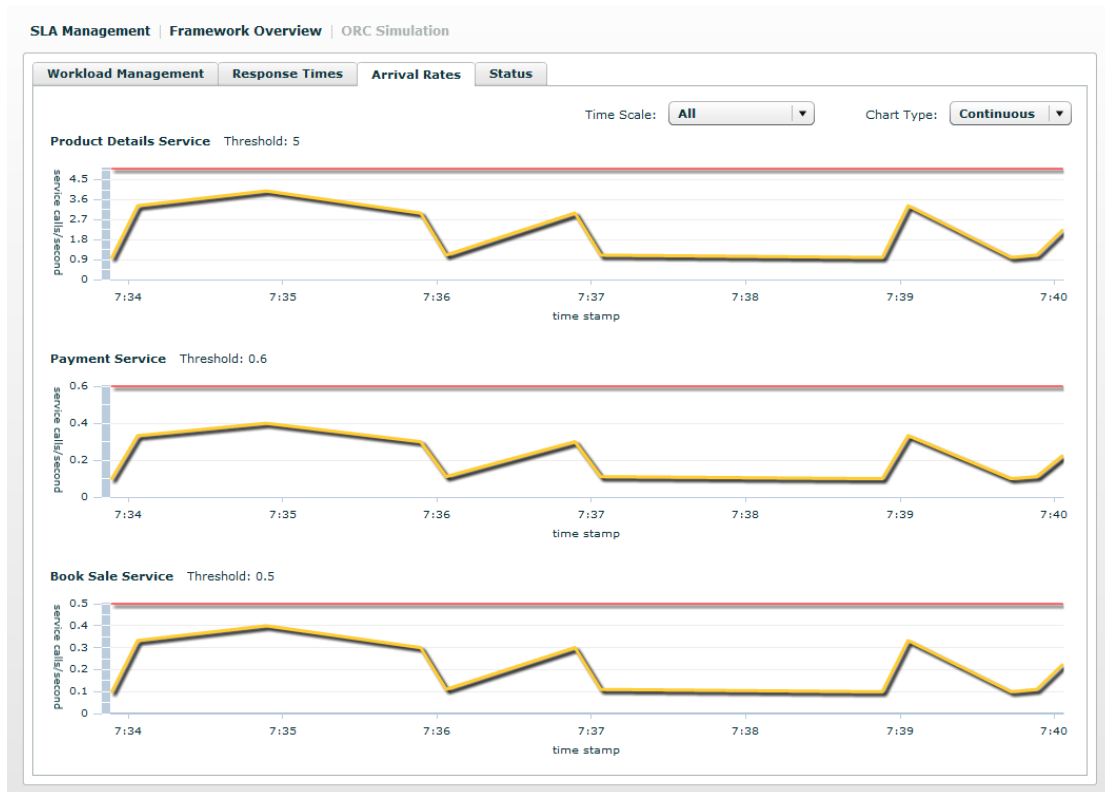 SLA Management | Framework Overview | ORC Simulation
Workload Management Response Times Arrival Rates Status
Time Scale: All Chart Type: Continuous
Product Details Service Threshold: 5
service calls/second
4.5
3.6
2.7
1.8
0.9
0
7:34 7:35 7:36 7:37 7:38 7:39 7:40
time stamp
Payment Service Threshold: 0.6
service calls/second
0.6
0.4
0.2
0
7:34 7:35 7:36 7:37 7:38 7:39 7:40
time stamp
Book Sale Service Threshold: 0.5
service calls/second
0.5
0.4
0.3
0.2
0.1
0
7:34 7:35 7:36 7:37 7:38 7:39 7:40
time stamp